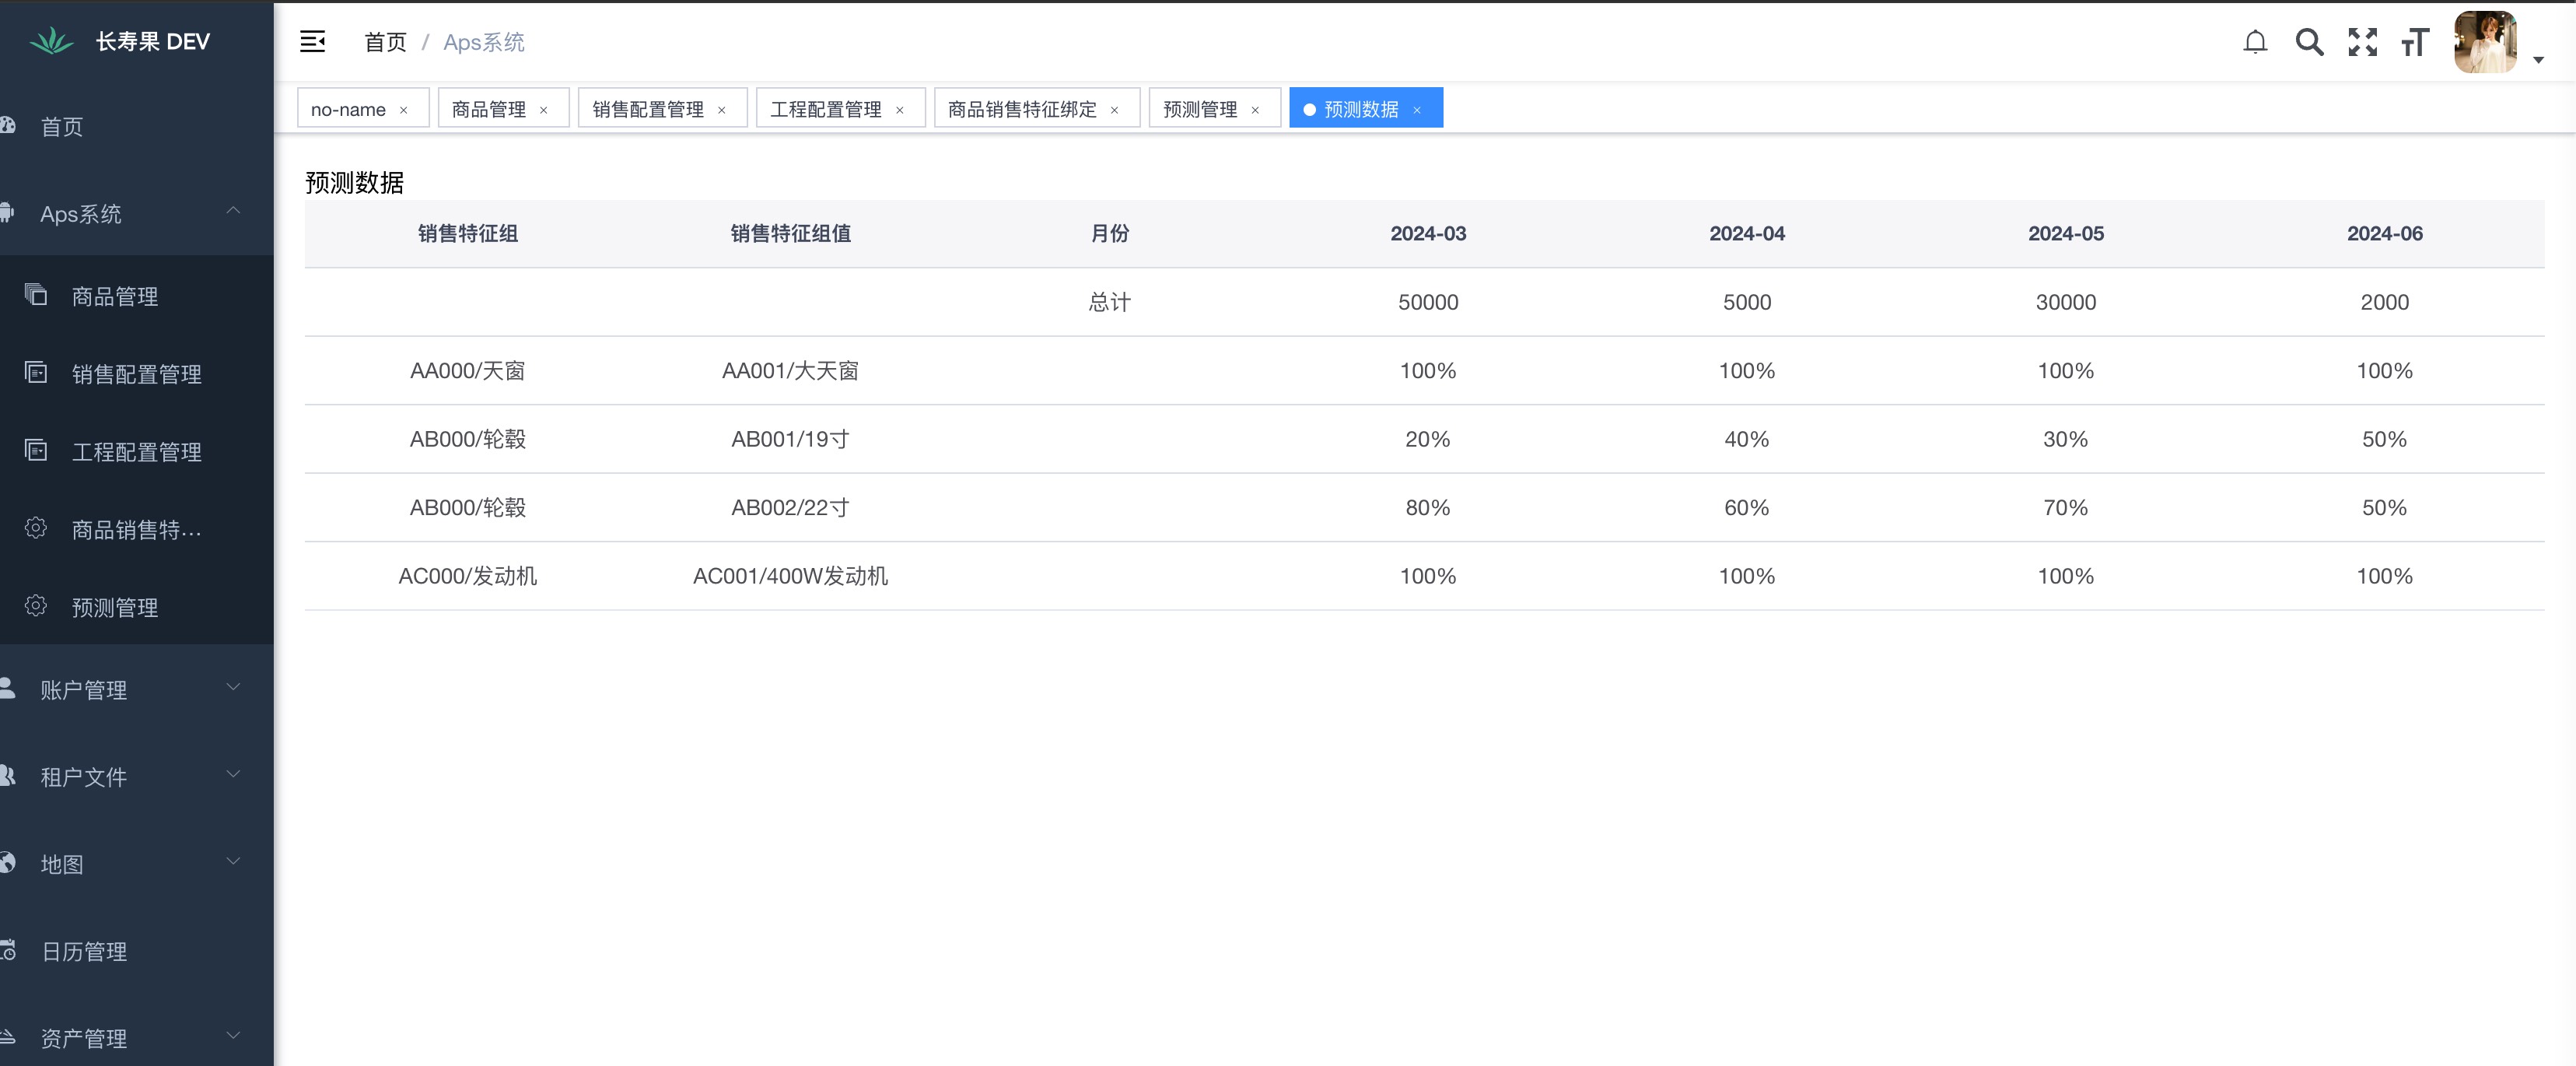 长寿果 DEV
首页 / Aps系统
no-name × 商品管理 × 销售配置管理 × 工程配置管理 × 商品销售特征绑定 × 预测管理 × 预测数据 ×
首页
Aps系统
商品管理
销售配置管理
工程配置管理
商品销售特...
预测管理
账户管理
租户文件
地图
日历管理
资产管理
预测数据
销售特征组 销售特征组值 月份 2024-03 2024-04 2024-05 2024-06
总计 50000 5000 30000 2000
AA000/天窗 AA001/大天窗 100% 100% 100% 100%
AB000/轮毂 AB001/19寸 20% 40% 30% 50%
AB000/轮毂 AB002/22寸 80% 60% 70% 50%
AC000/发动机 AC001/400W发动机 100% 100% 100% 100%